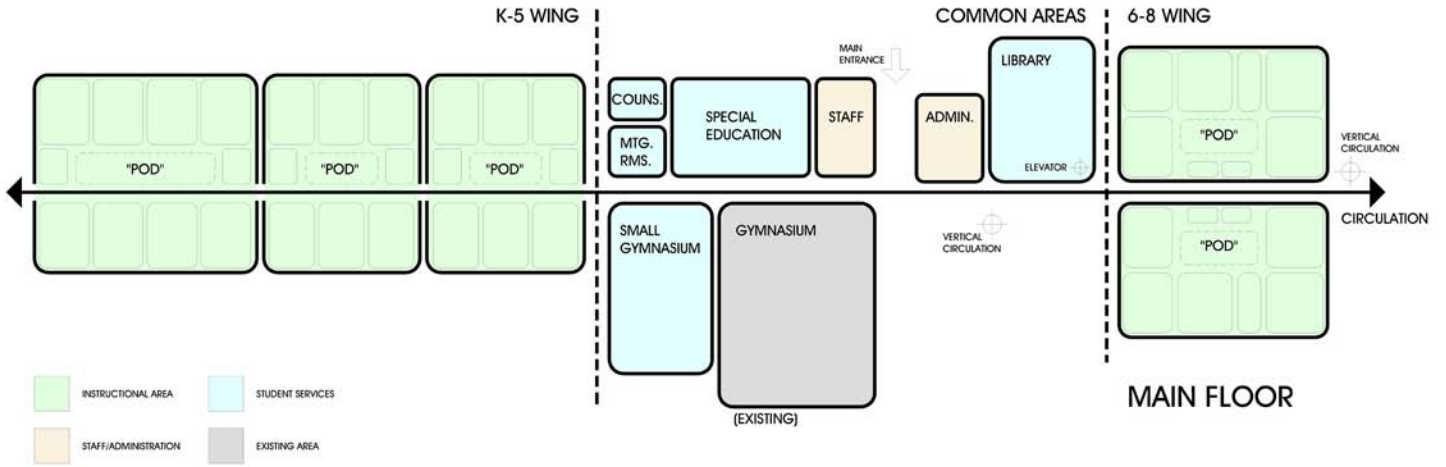 K-5 WING
COMMON AREAS
6-8 WING
MAIN
ENTRANCE
LIBRARY
COUNS.
MTG.
RMS.
SPECIAL
EDUCATION
STAFF
ADMIN.
ELEVATOR
"POD"
"POD"
"POD"
"POD"
VERTICAL
CIRCULATION
CIRCULATION
SMALL
GYMNASIUM
GYMNASIUM
VERTICAL
CIRCULATION
"POD"
(EXISTING)
INSTRUCTIONAL AREA
STUDENT SERVICES
STAFF/ADMINISTRATION
EXISTING AREA
MAIN FLOOR